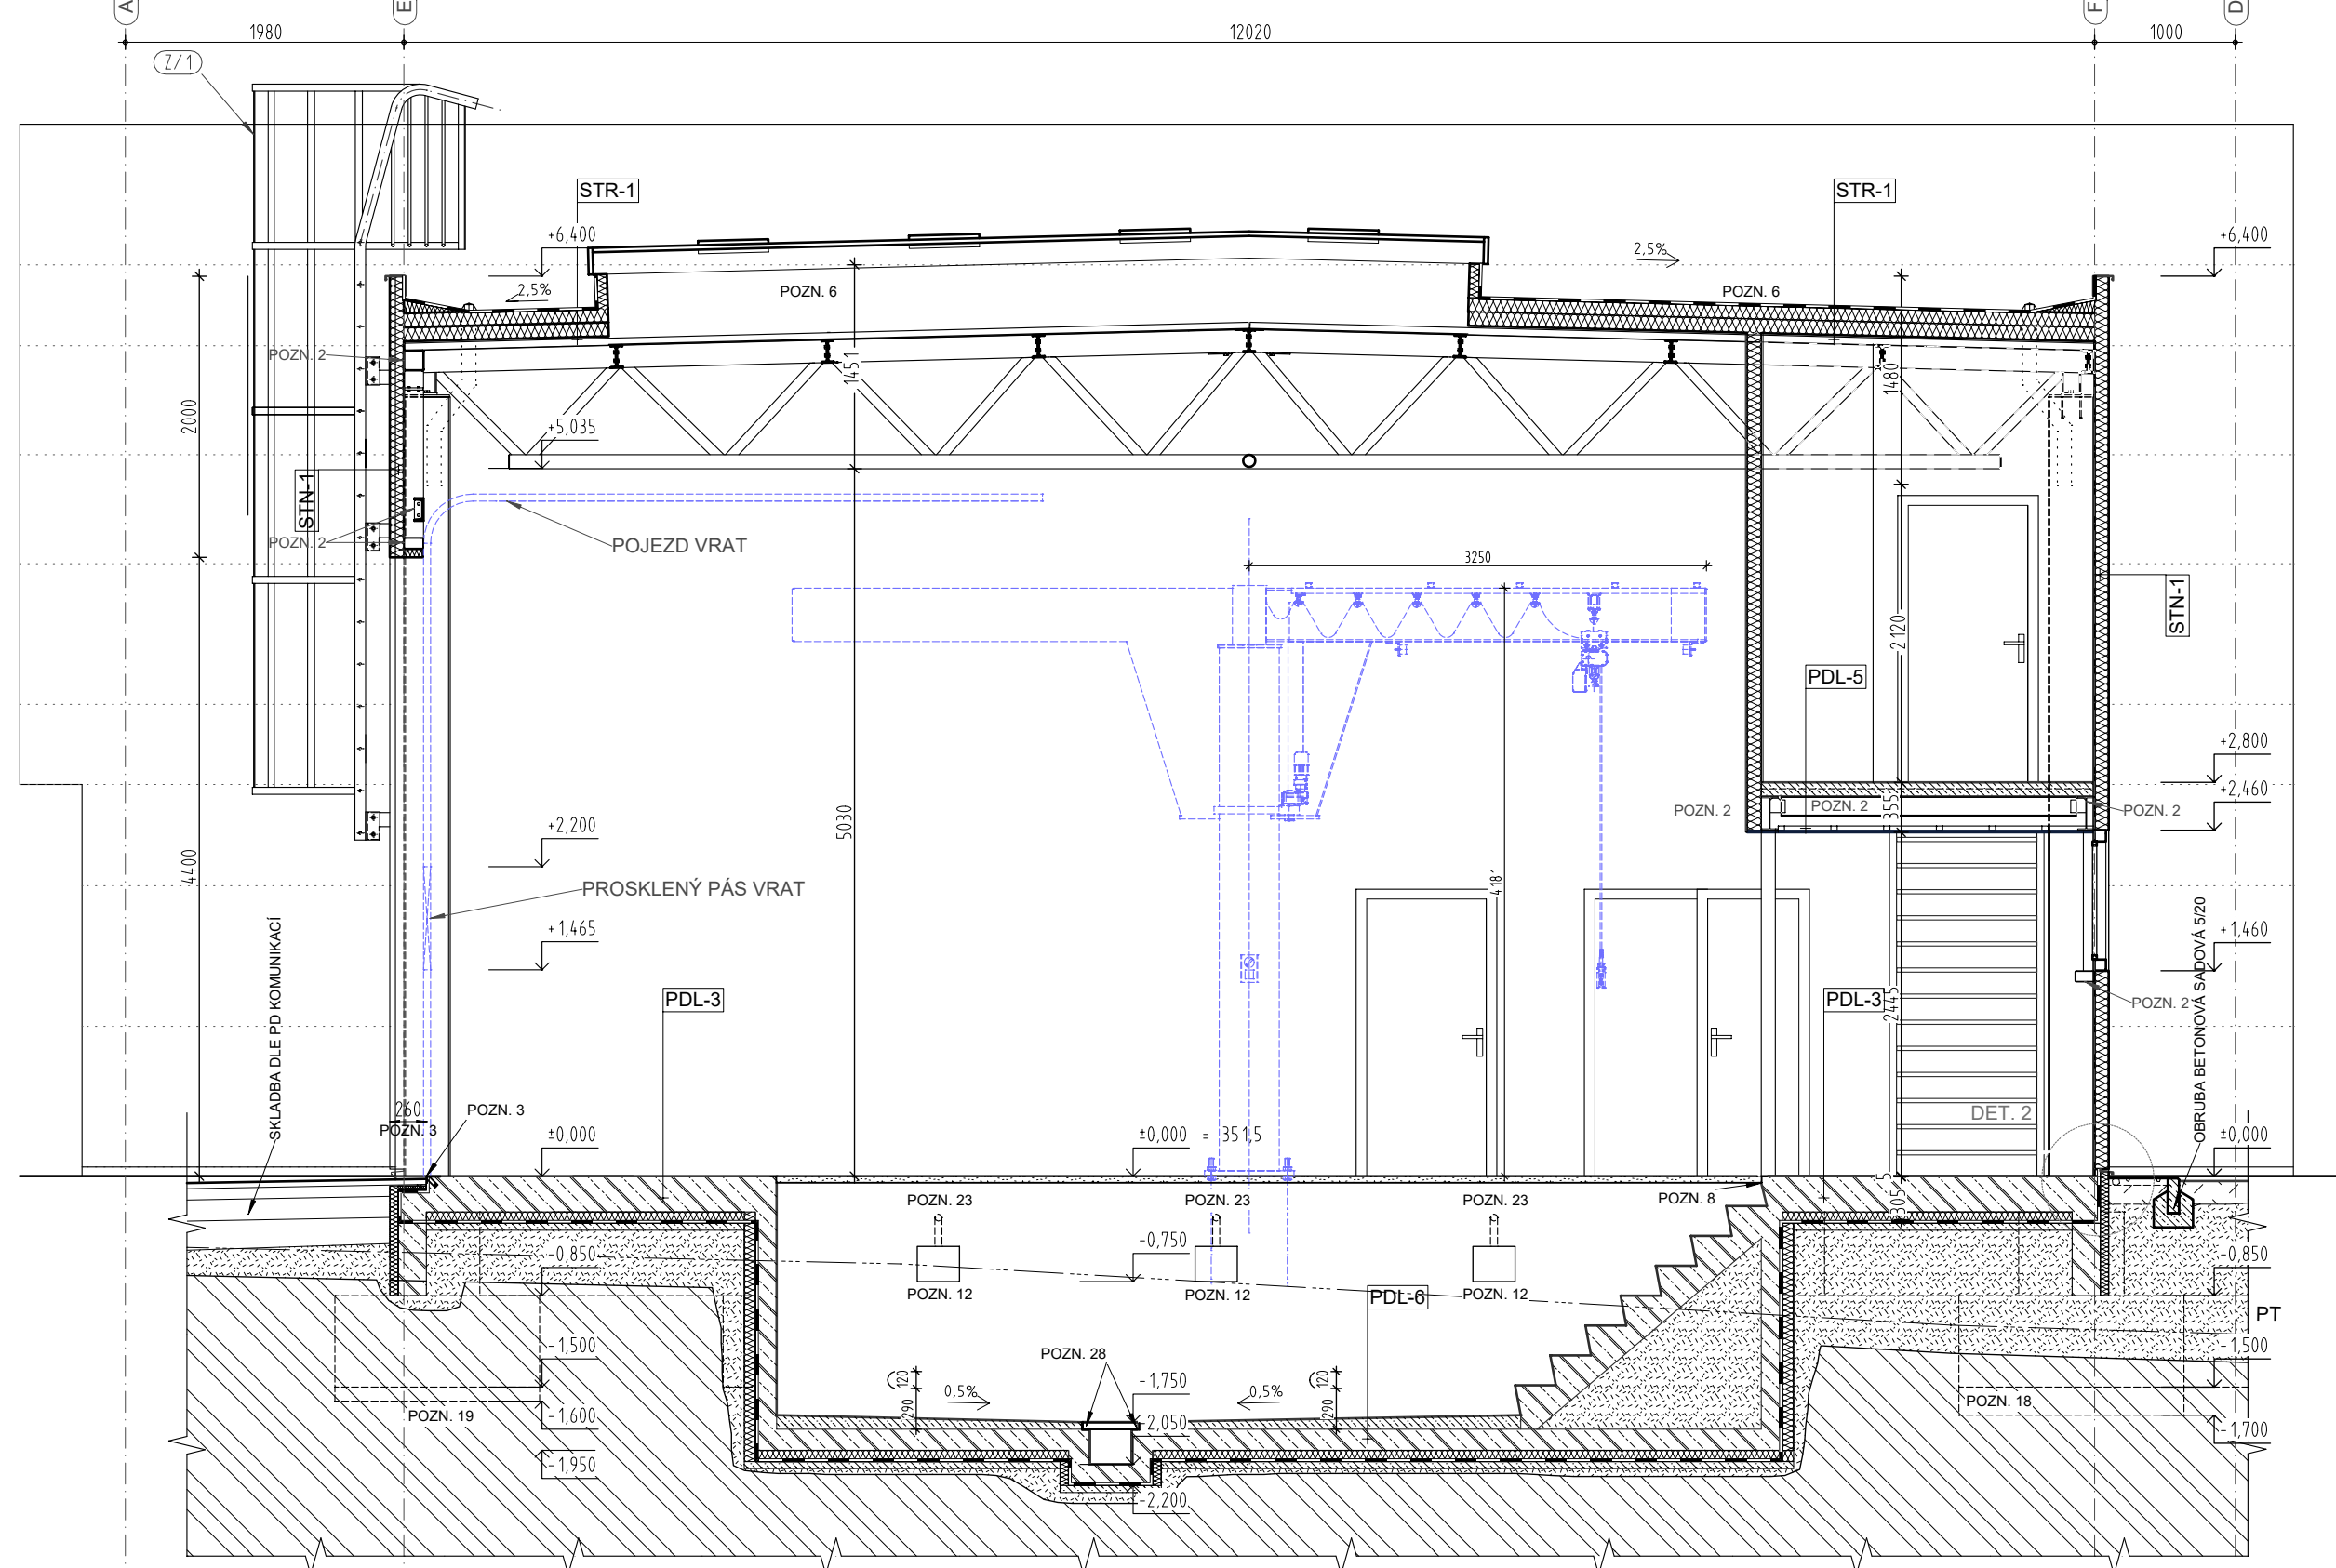 A
E
F
D
1980
12020
1000
Z/1
STR-1
STR-1
+6,400
+6,400
2,5%
2,5%
POZN. 6
POZN. 6
POZN. 2
1451
1480
2000
+5,035
STN-1
POZN. 2
POJEZD VRAT
3250
STN-1
2120
PDL-5
+2,800
+2,460
POZN. 2
POZN. 2
POZN. 2
355
5030
+2,200
4400
4181
PROSKLENÝ PÁS VRAT
+1,465
+1,460
SKLADBA DLE PD KOMUNIKACÍ
OBRUBA BETONOVÁ SADOVÁ 5/20
PDL-3
PDL-3
2445
POZN. 2
260
POZN. 3
POZN. 3
DET. 2
±0,000
±0,000 = 351,5
±0,000
POZN. 23
POZN. 23
POZN. 23
POZN. 8
-0,850
-0,750
-0,850
POZN. 12
POZN. 12
POZN. 12
PDL-6
PT
-1,500
-1,500
POZN. 28
120
120
0,5%
0,5%
-1,750
290
290
POZN. 19
-1,600
-2,050
POZN. 18
-1,700
-1,950
-2,200